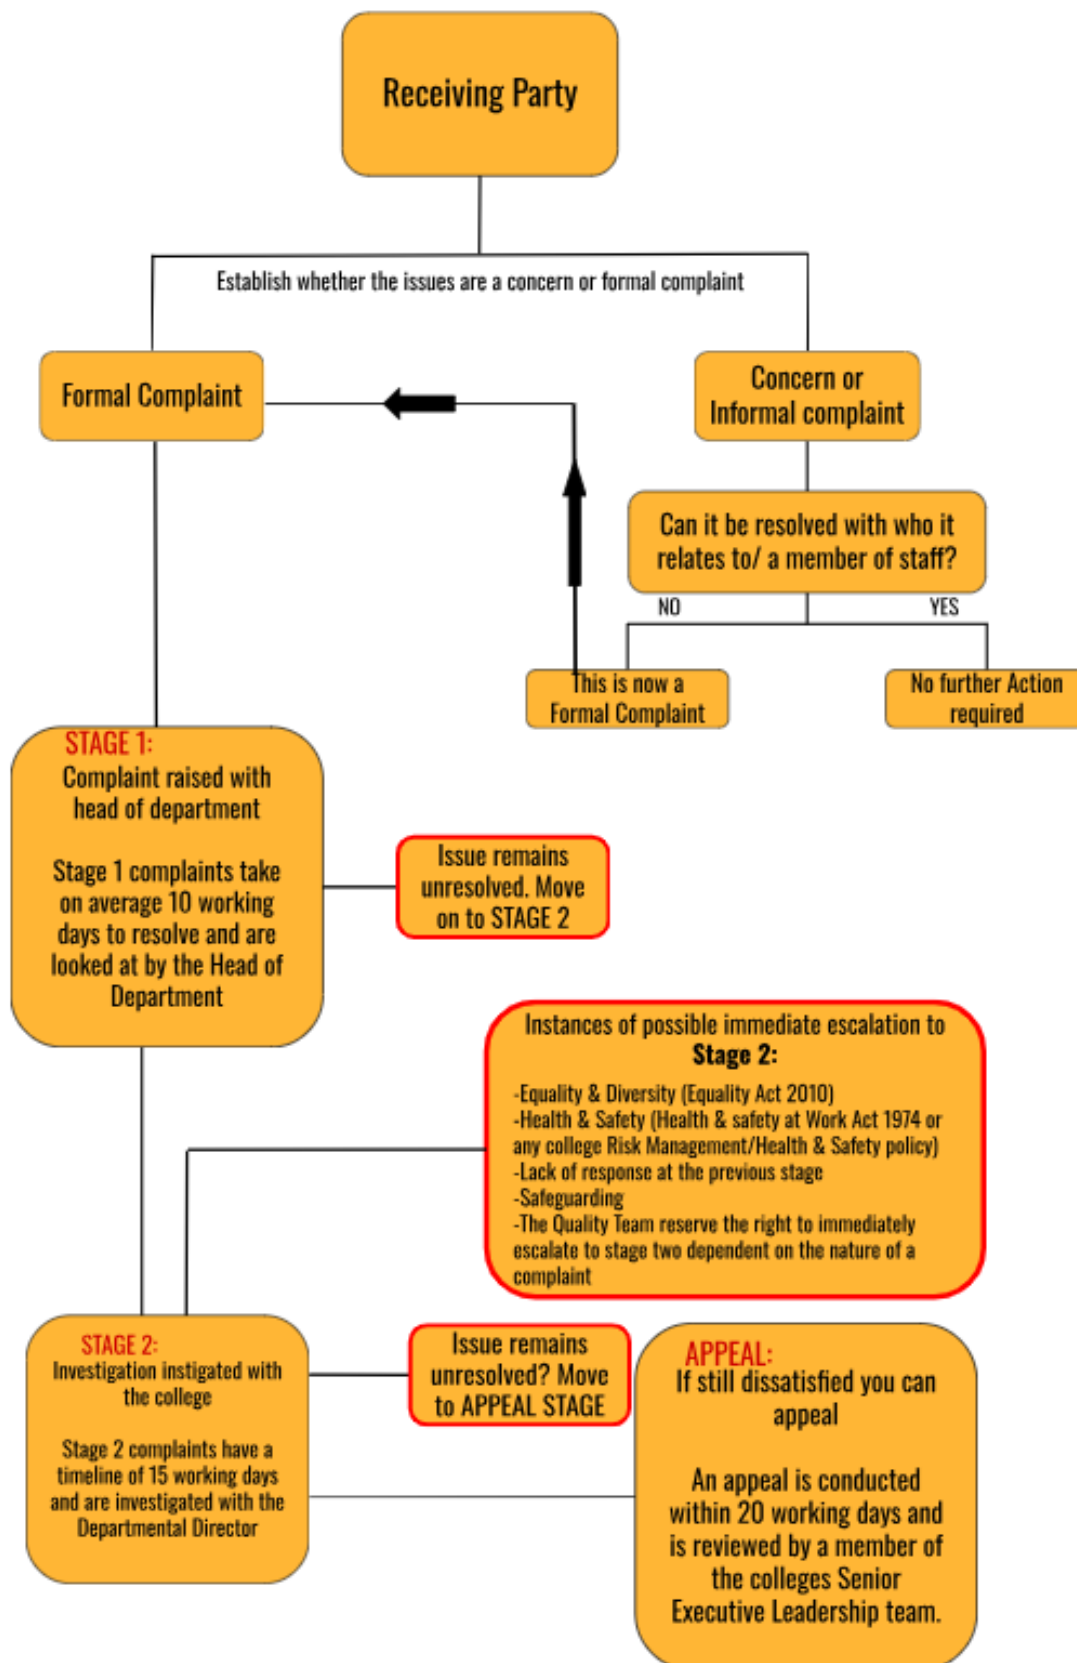 Receiving Party
Establish whether the issues are a concern or formal complaint
Formal Complaint
Concern or
Informal complaint
Can it be resolved with who it
relates to/ a member of staff?
NO
YES
This is now a
Formal Complaint
No further Action
required
STAGE 1:
Complaint raised with
head of department
Stage 1 complaints take
on average 10 working
days to resolve and are
looked at by the Head of
Department
Issue remains
unresolved. Move
on to STAGE 2
Instances of possible immediate escalation to
Stage 2:
-Equality & Diversity (Equality Act 2010)
-Health & Safety (Health & safety at Work Act 1974 or
any college Risk Management/Health & Safety policy)
-Lack of response at the previous stage
-Safeguarding
-The Quality Team reserve the right to immediately
escalate to stage two dependent on the nature of a
complaint
STAGE 2:
Investigation instigated with
the college
Stage 2 complaints have a
timeline of 15 working days
and are investigated with the
Departmental Director
Issue remains
unresolved? Move
to APPEAL STAGE
APPEAL:
If still dissatisfied you can
appeal
An appeal is conducted
within 20 working days and
is reviewed by a member of
the colleges Senior
Executive Leadership team.